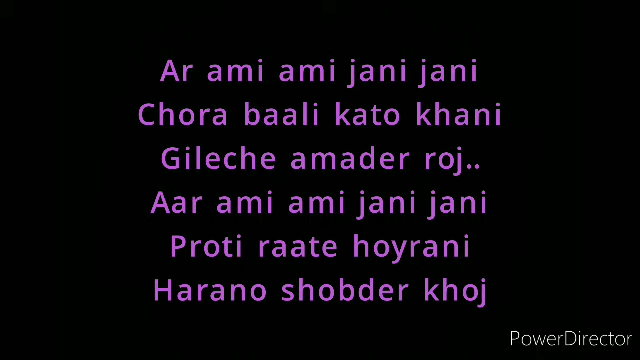 Ar ami ami jani jani
Chora baali kato khani
Gileche amader roj..
Aar ami ami jani jani
Proti raate hoyrani
Harano shobder khoj
PowerDirector